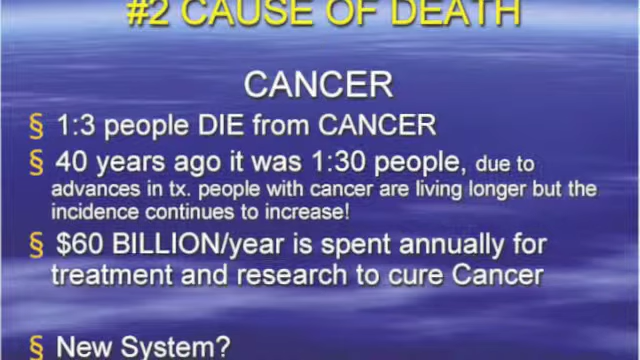 #2 CAUSE OF DEATH
CANCER
§ 1:3 people DIE from CANCER
§ 40 years ago it was 1:30 people, due to
advances in tx. people with cancer are living longer but the
incidence continues to increase!
§ $60 BILLION/year is spent annually for
treatment and research to cure Cancer
§ New System?